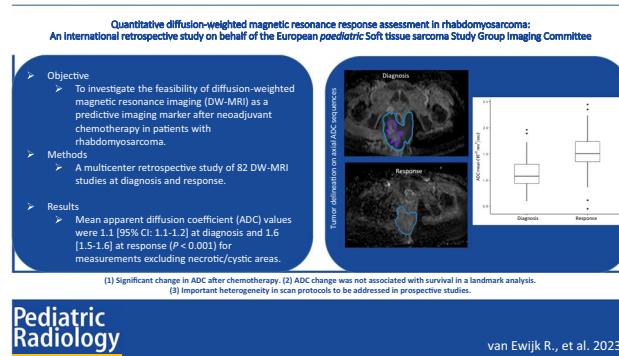 Quantitative diffusion-weighted magnetic resonance response assessment in rhabdomyosarcoma:
An international retrospective study on behalf of the European paediatric Soft tissue sarcoma Study Group Imaging Committee
➢ Objective
➢ To investigate the feasibility of diffusion-weighted
magnetic resonance imaging (DW-MRI) as a
predictive imaging marker after neoadjuvant
chemotherapy in patients with
rhabdomyosarcoma.
➢ Methods
➢ A multicenter retrospective study of 82 DW-MRI
studies at diagnosis and response.
➢ Results
➢ Mean apparent diffusion coefficient (ADC) values
were 1.1 [95% CI: 1.1-1.2] at diagnosis and 1.6
[1.5-1.6] at response (P < 0.001) for
measurements excluding necrotic/cystic areas.
Tumor delineation on axial ADC sequences
Diagnosis
Response
Diagnosis
Response
(1) Significant change in ADC after chemotherapy. (2) ADC change was not associated with survival in a landmark analysis.
(3) Important heterogeneity in scan protocols to be addressed in prospective studies.
Pediatric
Radiology
van Ewijk R., et al. 2023